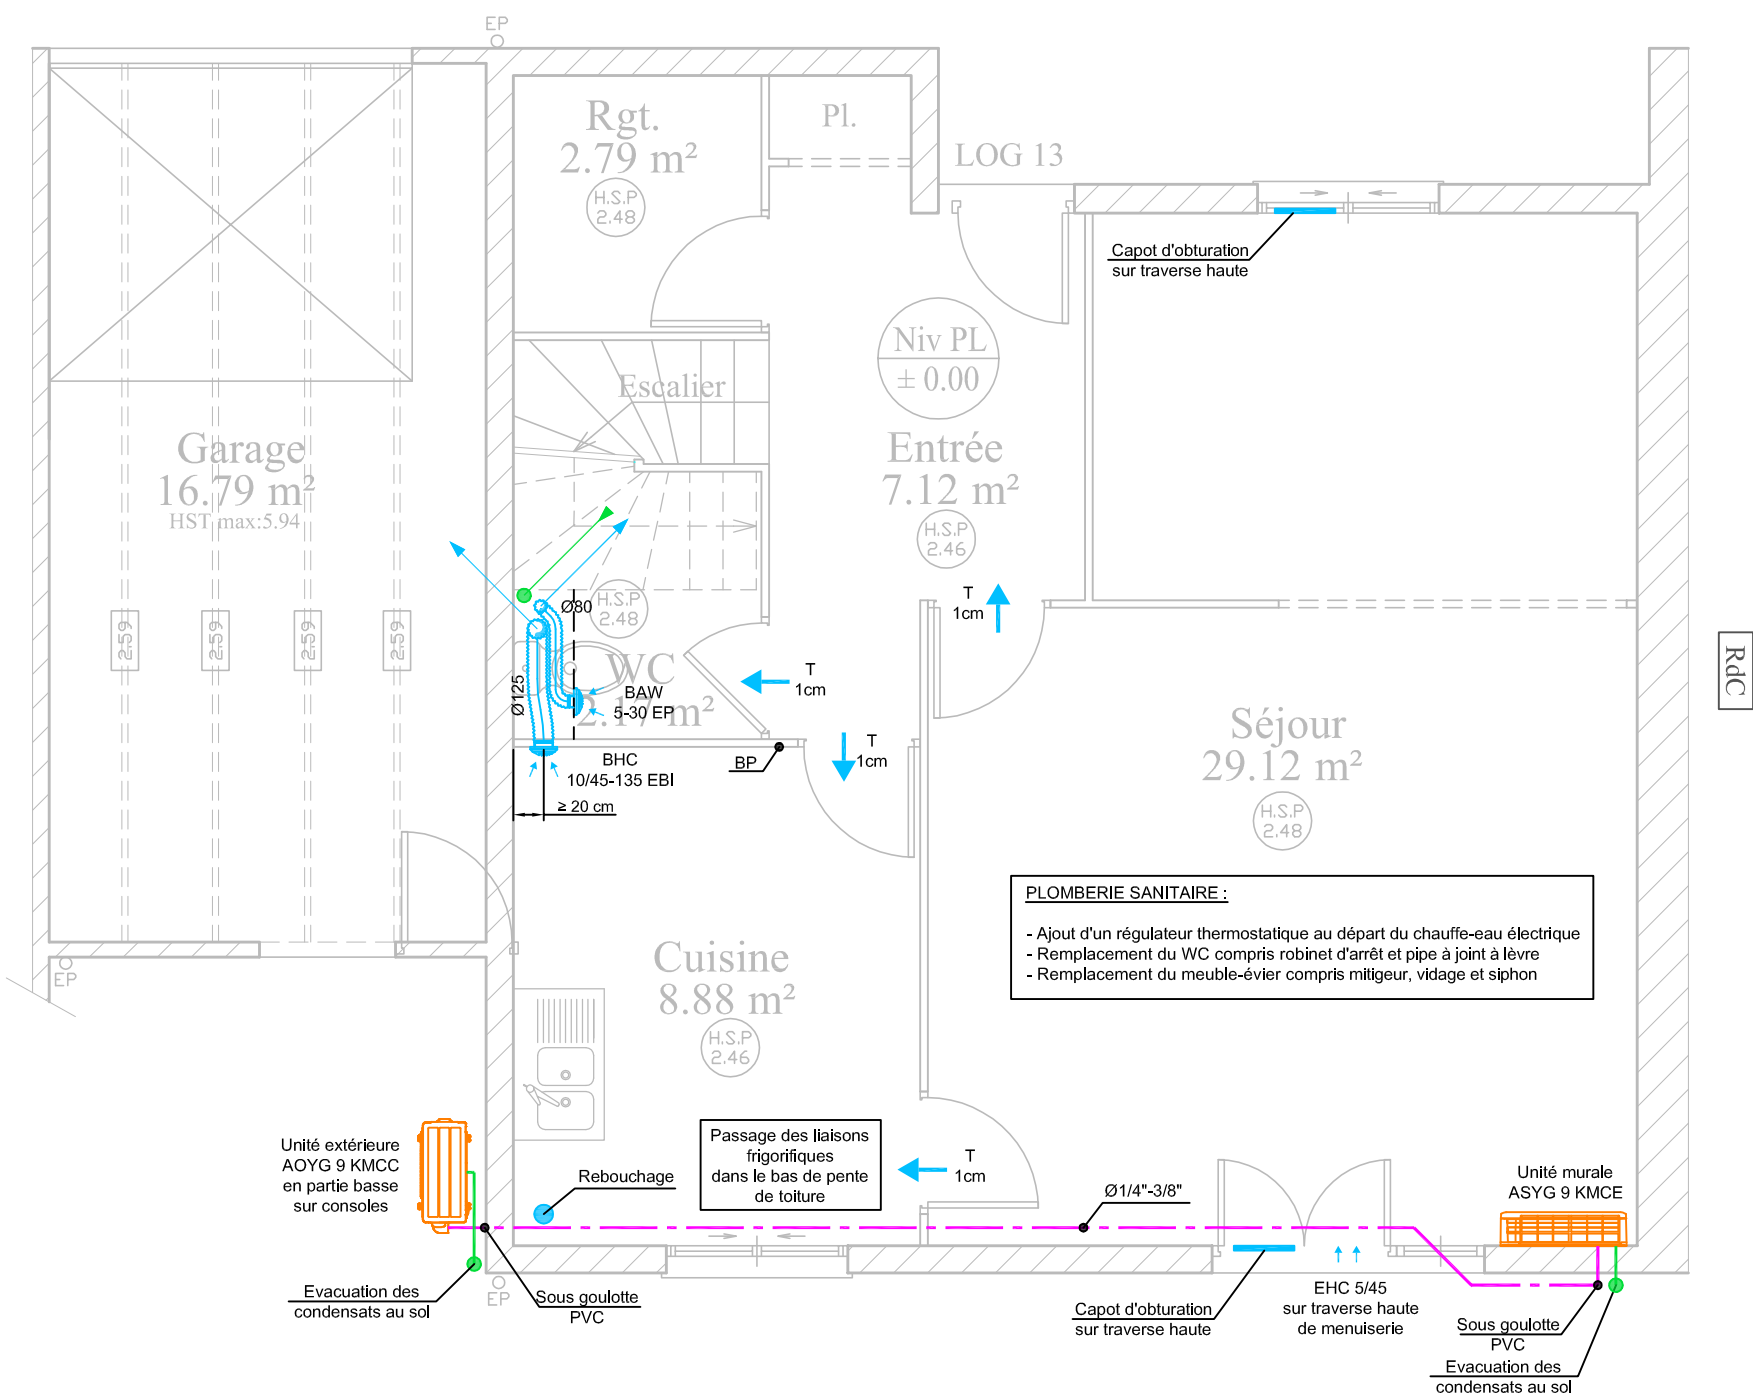 EP
Rgt.
2.79 m²
H.S.P
2.48
Pl.
LOG 13
Capot d'obturation
sur traverse haute
Niv PL
± 0.00
Escalier
Garage
16.79 m²
HST max:5.94
Entrée
7.12 m²
H.S.P
2.46
2.59
2.59
2.59
2.59
Ø80
H.S.P
2.48
T
1cm
RdC
WC
2.17 m²
Ø125
BAW
5-30 EP
T
1cm
BHC
10/45-135 EBI
BP
T
1cm
≥ 20 cm
Séjour
29.12 m²
H.S.P
2.48
PLOMBERIE SANITAIRE :
- Ajout d'un régulateur thermostatique au départ du chauffe-eau électrique
- Remplacement du WC compris robinet d'arrêt et pipe à joint à lèvre
- Remplacement du meuble-évier compris mitigeur, vidage et siphon
EP
Cuisine
8.88 m²
H.S.P
2.46
Unité extérieure
AOYG 9 KMCC
en partie basse
sur consoles
Rebouchage
Passage des liaisons
frigorifiques
dans le bas de pente
de toiture
T
1cm
Ø1/4"-3/8"
Unité murale
ASYG 9 KMCE
Evacuation des
condensats au sol
EP
Sous goulotte
PVC
Capot d'obturation
sur traverse haute
EHC 5/45
sur traverse haute
de menuiserie
Sous goulotte
PVC
Evacuation des
condensats au sol